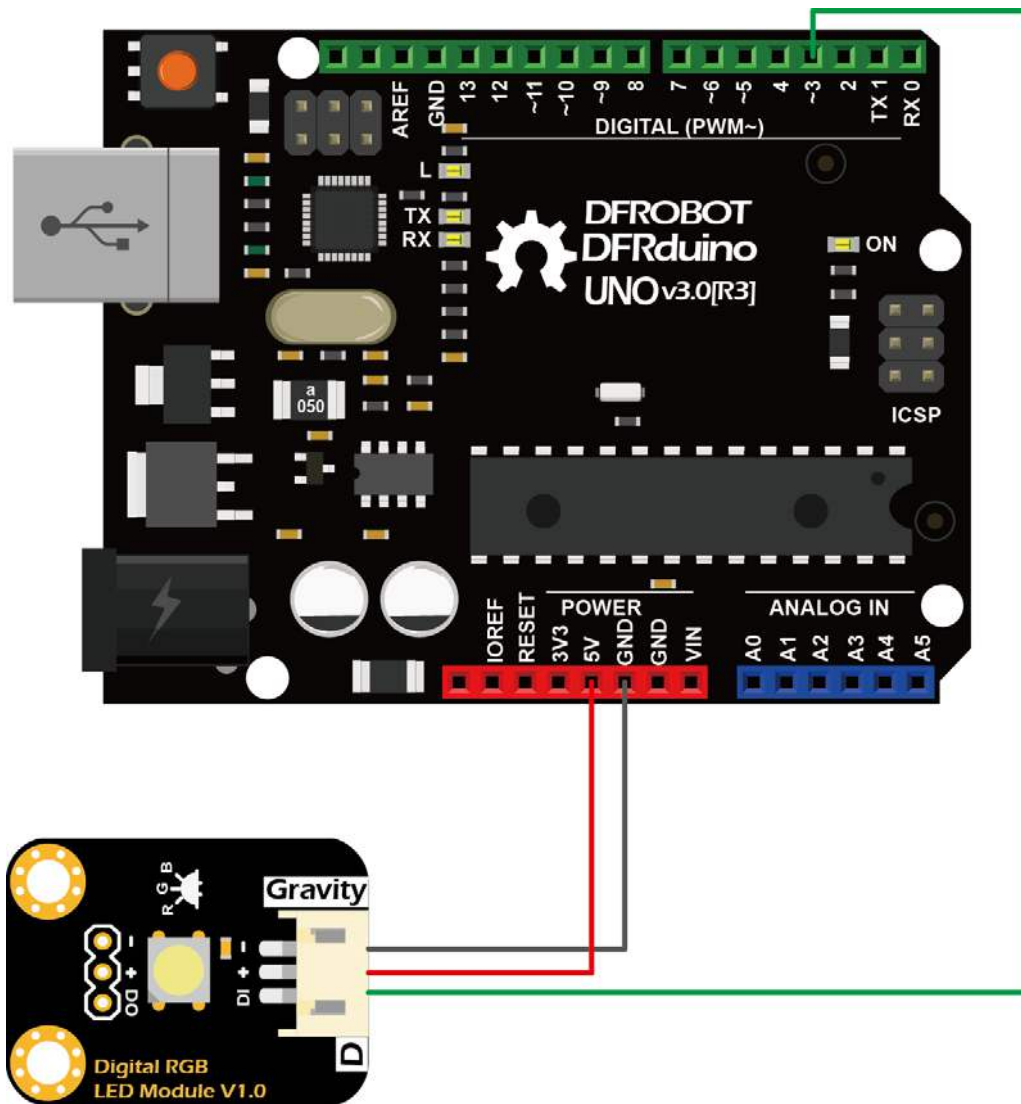 AREF
GND
13
12
~11
~10
~9
8
7
~6
~5
4
~3
2
TX 1
RX 0
DIGITAL (PWM~)
L
TX
RX
DFROBOT
DFRduino
UNO v3.0[R3]
ON
ICSP
a
050
POWER
ANALOG IN
IOREF
RESET
3V3
5V
GND
GND
VIN
A0
A1
A2
A3
A4
A5
R G B
Gravity
-
+
DO
-
+
DI
D
Digital RGB
LED Module V1.0